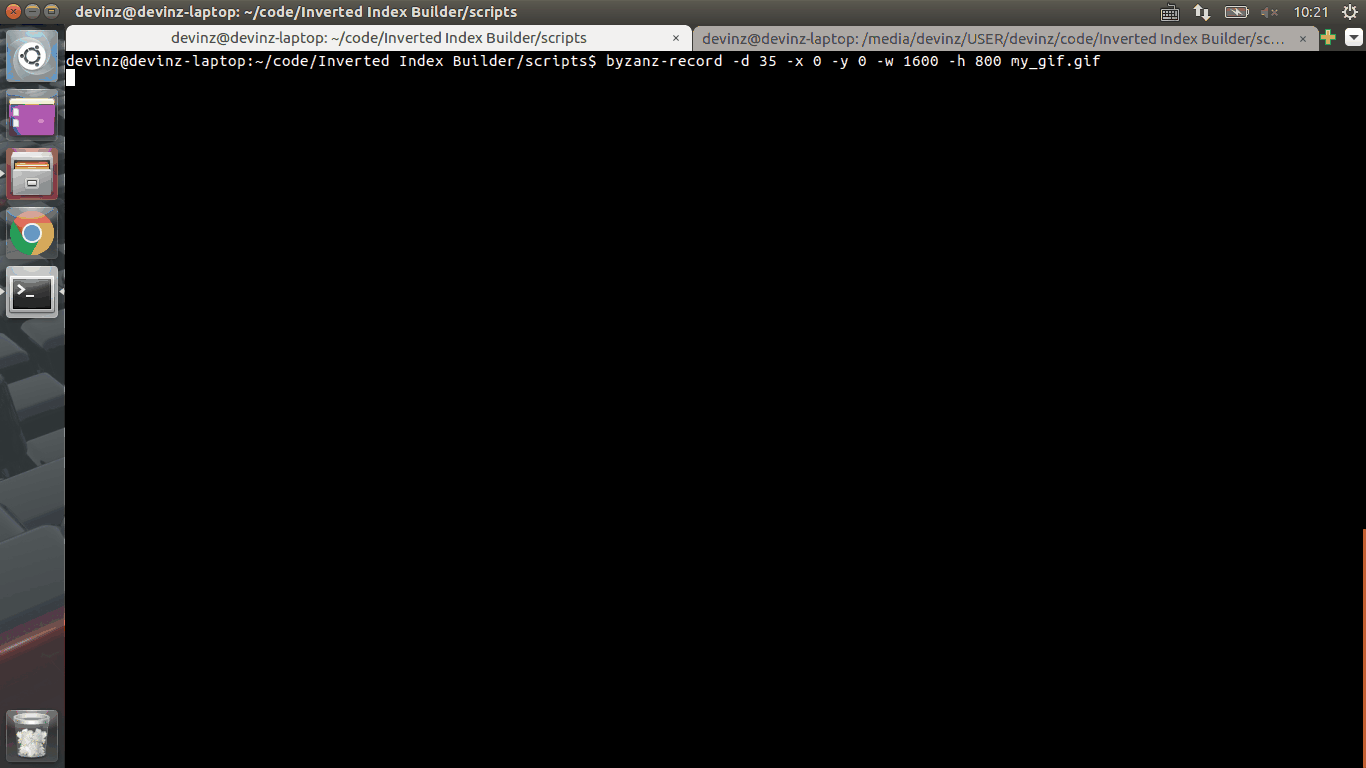 devinz@devinz-laptop: ~/code/Inverted Index Builder/scripts
10:21
devinz@devinz-laptop: ~/code/Inverted Index Builder/scripts ×
devinz@devinz-laptop: /media/devinz/USER/devinz/code/Inverted Index Builder/sc... ×
devinz@devinz-laptop:~/code/Inverted Index Builder/scripts$ byzanz-record -d 35 -x 0 -y 0 -w 1600 -h 800 my_gif.gif
>_